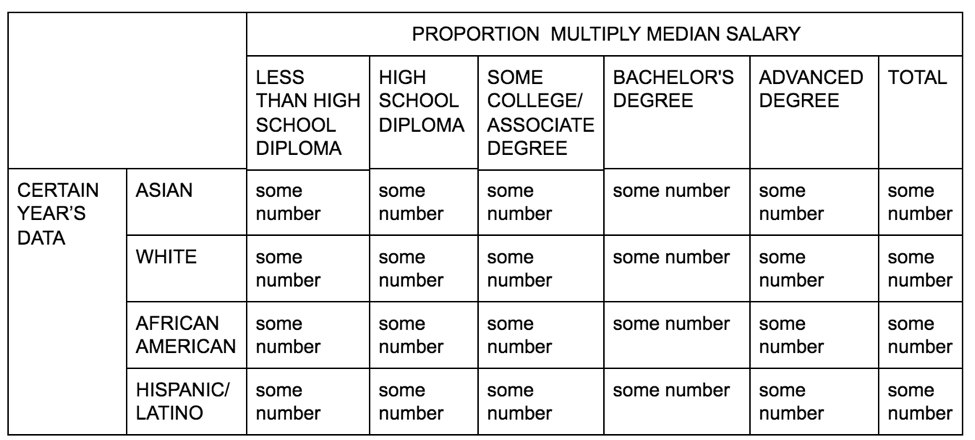 PROPORTION MULTIPLY MEDIAN SALARY
LESS
THAN HIGH
SCHOOL
DIPLOMA
HIGH
SCHOOL
DIPLOMA
SOME
COLLEGE/
ASSOCIATE
DEGREE
BACHELOR'S
DEGREE
ADVANCED
DEGREE
TOTAL
CERTAIN
YEAR'S
DATA
ASIAN
some
number
some
number
some
number
some number
some
number
some
number
WHITE
some
number
some
number
some
number
some number
some
number
some
number
AFRICAN
AMERICAN
some
number
some
number
some
number
some number
some
number
some
number
HISPANIC/
LATINO
some
number
some
number
some
number
some number
some
number
some
number